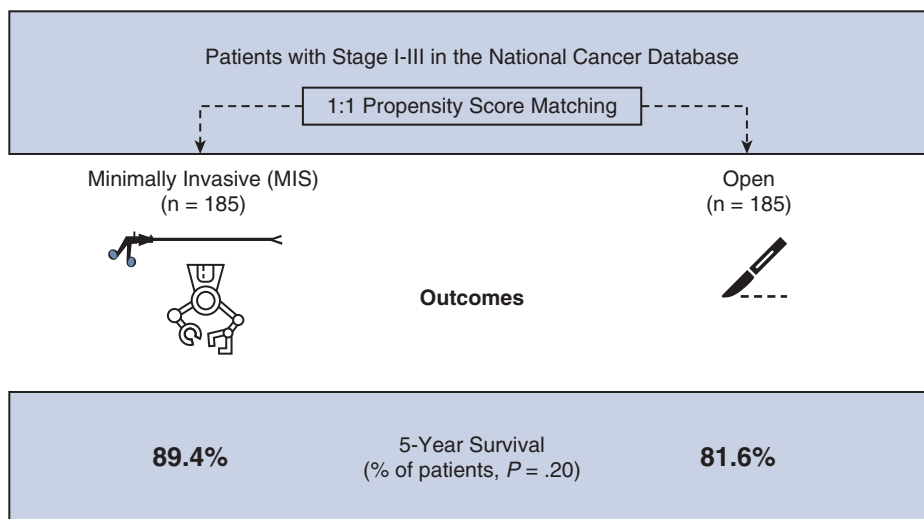 Patients with Stage I-III in the National Cancer Database
1:1 Propensity Score Matching
Minimally Invasive (MIS)
(n = 185)
Open
(n = 185)
Outcomes
89.4%
5-Year Survival
(% of patients, P = .20)
81.6%